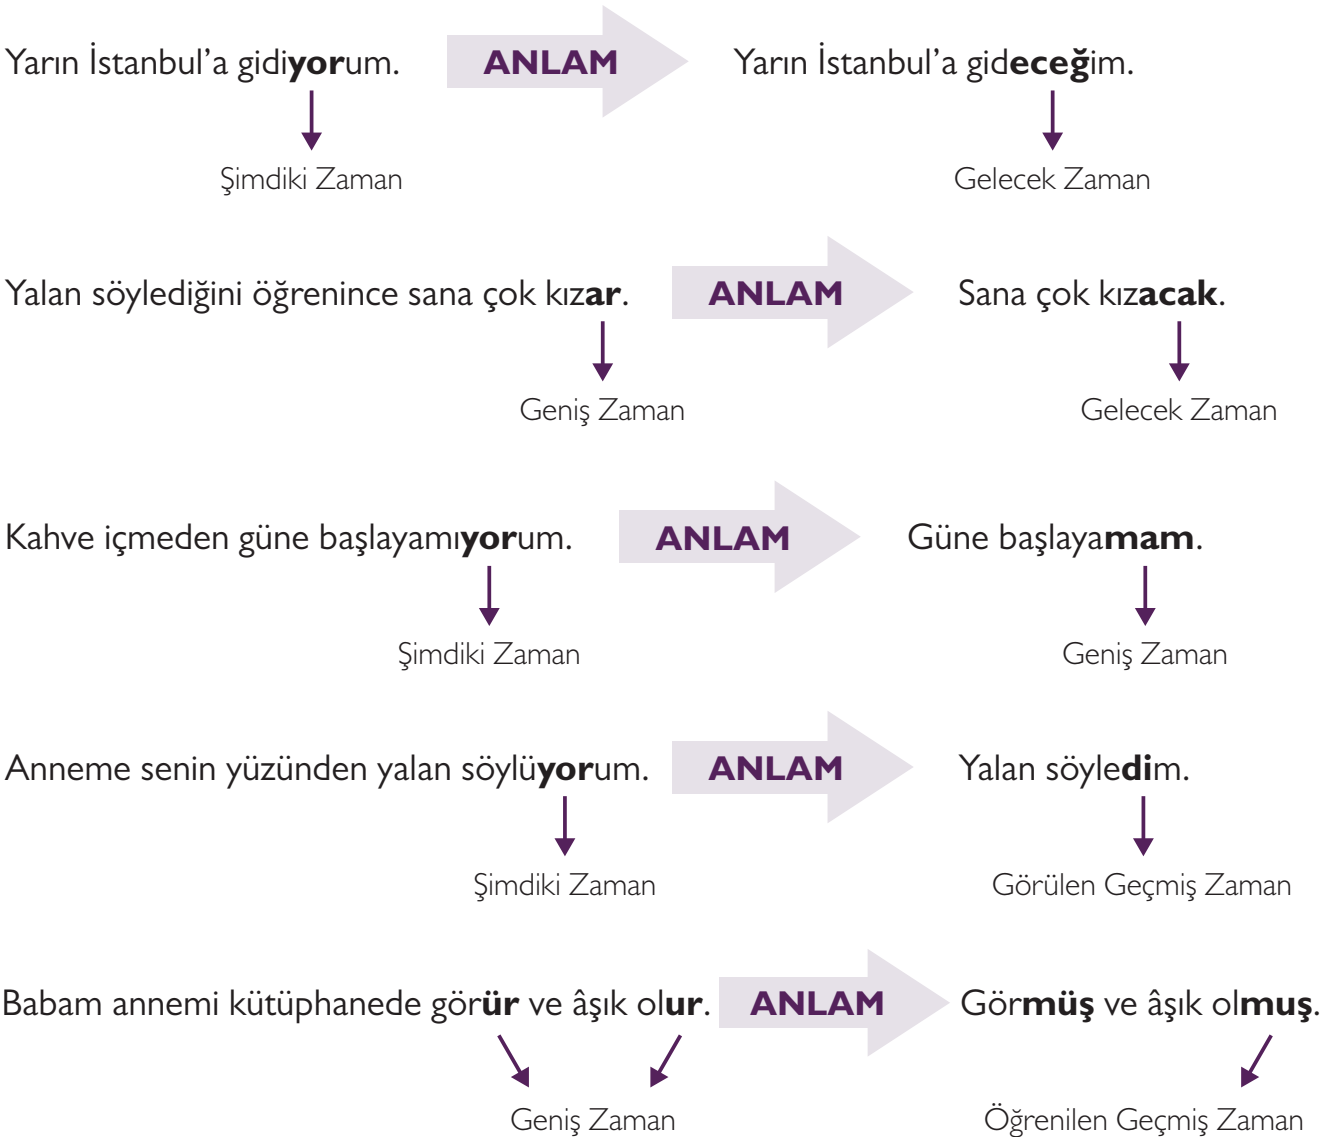 Yarın İstanbul’a gidiyorum. ANLAM Yarın İstanbul’a gideceğim.
Şimdiki Zaman Gelecek Zaman
Yalan söylediğini öğrenince sana çok kızar. ANLAM Sana çok kızacak.
Geniş Zaman Gelecek Zaman
Kahve içmeden güne başlayamıyorum. ANLAM Güne başlayamam.
Şimdiki Zaman Geniş Zaman
Anneme senin yüzünden yalan söylüyorum. ANLAM Yalan söyledim.
Şimdiki Zaman Görülen Geçmiş Zaman
Babam annemi kütüphanede görür ve âşık olur. ANLAM Görmüş ve âşık olmuş.
Geniş Zaman Öğrenilen Geçmiş Zaman